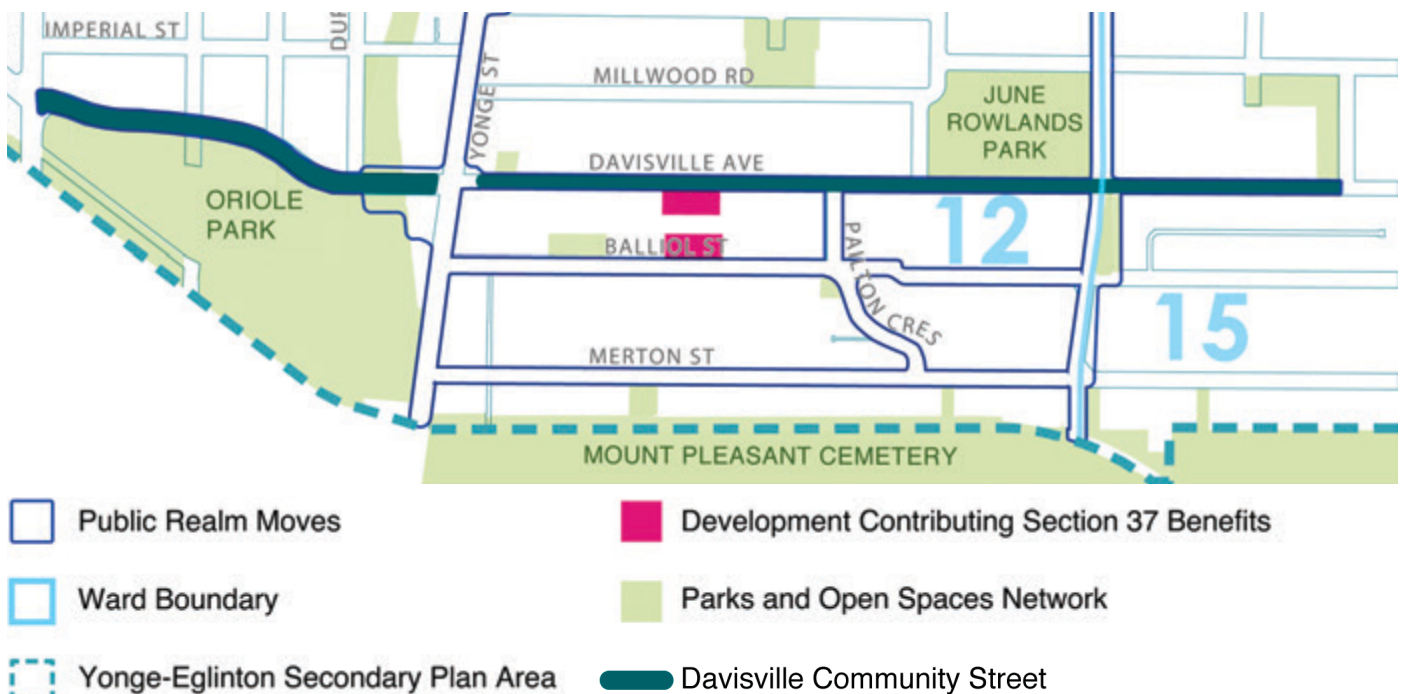 IMPERIAL ST
DUP
YONGE ST
MILLWOOD RD
JUNE
ROWLANDS
PARK
DAVISVILLE AVE
ORIOLE
PARK
12
BALLIOL ST
PAILTON CRES
15
MERTON ST
MOUNT PLEASANT CEMETERY
Public Realm Moves
Development Contributing Section 37 Benefits
Ward Boundary
Parks and Open Spaces Network
Yonge-Eglinton Secondary Plan Area
Davisville Community Street